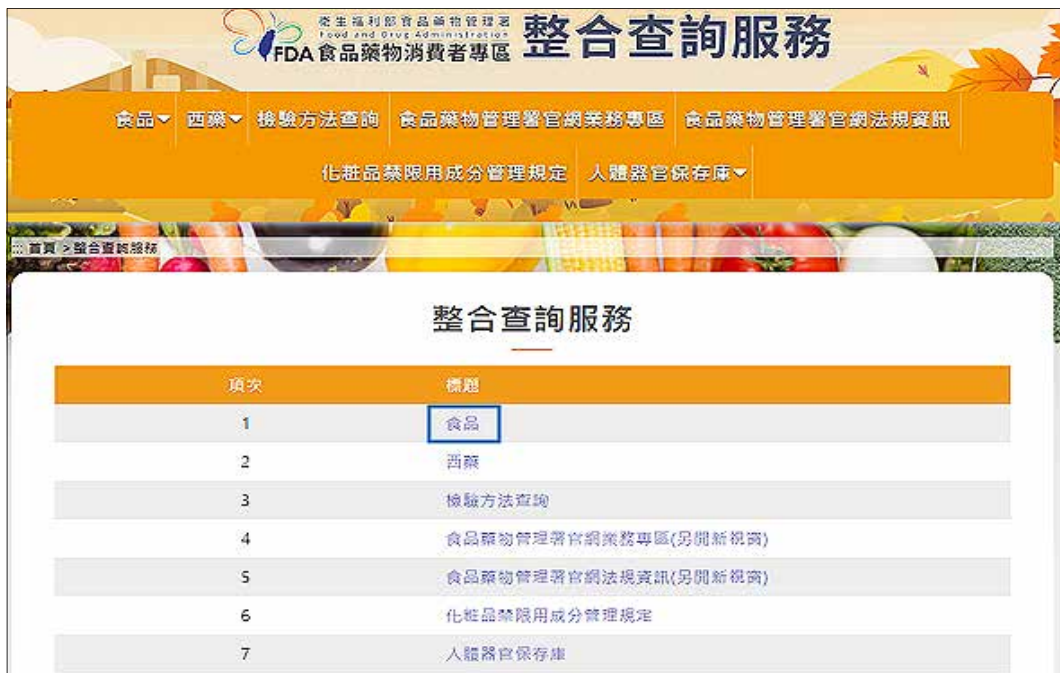 衛生福利部食品藥物管理署
Food and Drug Administration
FDA 食品藥物消費者專區 整合查詢服務
食品 西藥 檢驗方法查詢 食品藥物管理署官網業務專區 食品藥物管理署官網法規資訊
化粧品禁限用成分管理規定 人體器官保存庫
::: 首頁 >整合查詢服務
整合查詢服務
項次 標題
1 食品
2 西藥
3 檢驗方法查詢
4 食品藥物管理署官網業務專區(另開新視窗)
5 食品藥物管理署官網法規資訊(另開新視窗)
6 化粧品禁限用成分管理規定
7 人體器官保存庫